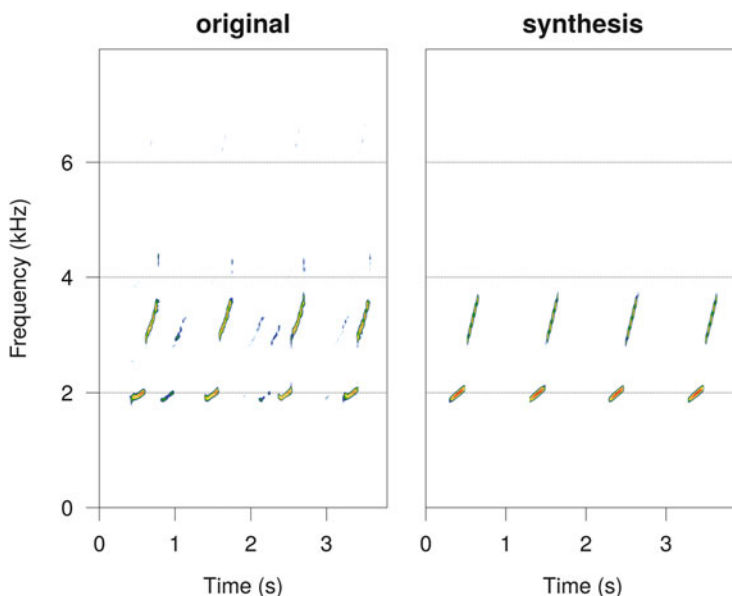 original
synthesis
Frequency (kHz)
6
4
2
0
0 1 2 3
0 1 2 3
Time (s)
Time (s)